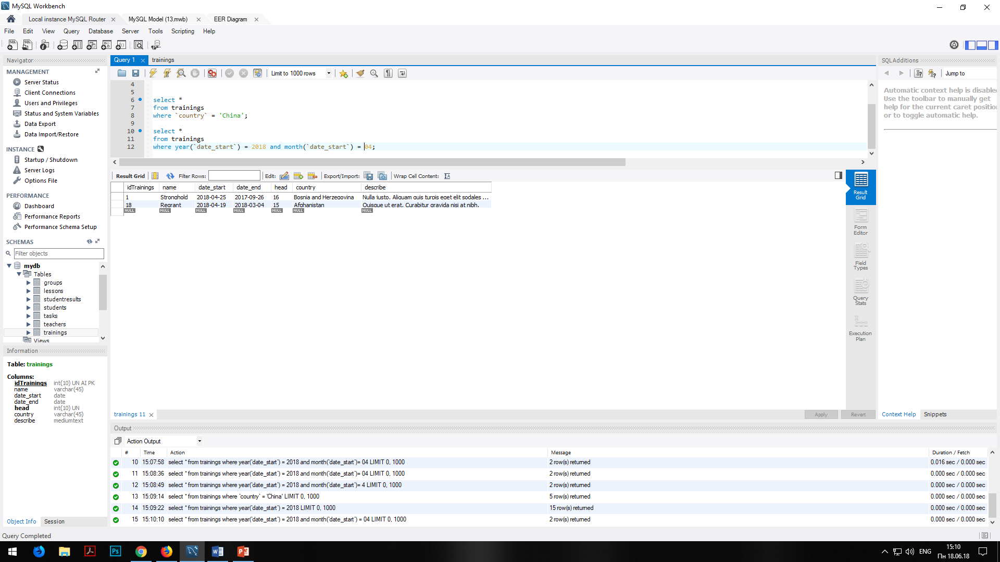 MySQL Workbench
Local instance MySQL Router
MySQL Model (13.mwb)
EER Diagram
File Edit View Query Database Server Tools Scripting Help
Navigator
MANAGEMENT
Server Status
Client Connections
Users and Privileges
Status and System Variables
Data Export
Data Import/Restore
INSTANCE
Startup / Shutdown
Server Logs
Options File
PERFORMANCE
Dashboard
Performance Reports
Performance Schema Setup
SCHEMAS
Filter objects
mydb
Tables
groups
lessons
studentresults
students
tasks
teachers
trainings
Views
Information
Table: trainings
Columns:
idTrainings int(10) UN AI PK
name varchar(45)
date_start date
date_end date
head int(10) UN
country varchar(45)
describe mediumtext
Object Info Session
Query Completed
Query 1 trainings
Limit to 1000 rows
4
5
6 select *
7 from trainings
8 where `country` = 'China';
9
10 select *
11 from trainings
12 where year(`date_start`) = 2018 and month(`date_start`) = 04;
Result Grid Filter Rows: Edit: Export/Import: Wrap Cell Content:
idTrainings name date_start date_end head country describe
1 Stronghold 2018-04-25 2017-09-26 16 Bosnia and Herzegovina Nulla justo. Aliquam quis turpis eget elit sodales ...
18 Regrant 2018-04-19 2018-03-04 15 Afghanistan Quisque ut erat. Curabitur gravida nisi at nibh.
NULL NULL NULL NULL NULL NULL NULL
Result Grid
Form Editor
Field Types
Query Stats
Execution Plan
trainings 11
Apply Revert
SQLAdditions
Jump to
Automatic context help is disabled
Use the toolbar to manually get
help for the current caret position
or to toggle automatic help.
Context Help Snippets
Output
Action Output
# Time Action Message Duration / Fetch
10 15:07:58 select * from trainings where year(`date_start`) = 2018 and month(`date_start`)= 04 LIMIT 0, 1000 2 row(s) returned 0.016 sec / 0.000 sec
11 15:08:36 select * from trainings where year(`date_start`) = 2018 and month(`date_start`)= 04 LIMIT 0, 1000 2 row(s) returned 0.000 sec / 0.000 sec
12 15:08:49 select * from trainings where year(`date_start`) = 2018 and month(`date_start`)= 4 LIMIT 0, 1000 2 row(s) returned 0.000 sec / 0.000 sec
13 15:09:14 select * from trainings where `country` = 'China' LIMIT 0, 1000 5 row(s) returned 0.000 sec / 0.000 sec
14 15:09:22 select * from trainings where year(`date_start`) = 2018 LIMIT 0, 1000 15 row(s) returned 0.000 sec / 0.000 sec
15 15:10:10 select * from trainings where year(`date_start`) = 2018 and month(`date_start`) = 04 LIMIT 0, 1000 2 row(s) returned 0.000 sec / 0.000 sec
ENG
15:10
Пн 18.06.18